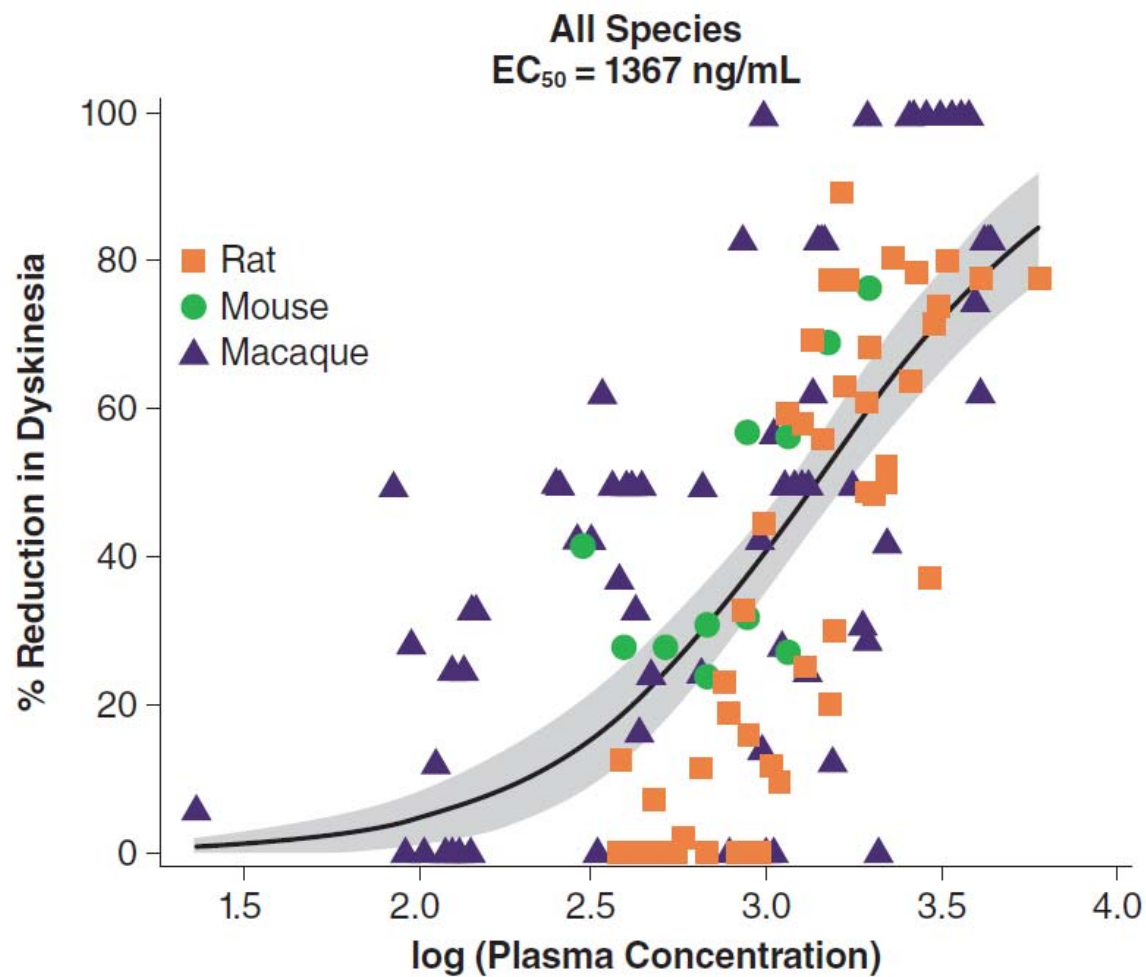 All Species
EC₅₀ = 1367 ng/mL
100
80
60
40
20
0
% Reduction in Dyskinesia
Rat
Mouse
Macaque
1.5
2.0
2.5
3.0
3.5
4.0
log (Plasma Concentration)